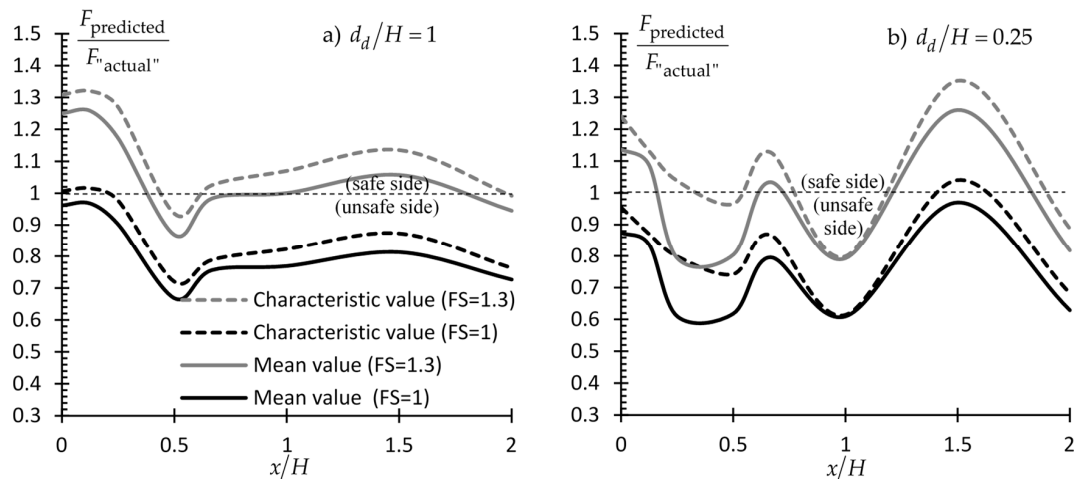 1.5
1.4
1.3
1.2
1.1
1
0.9
0.8
0.7
0.6
0.5
0.4
0.3
F predicted
F "actual"
a) d_d/H = 1
(safe side)
(unsafe side)
Characteristic value (FS=1.3)
Characteristic value (FS=1)
Mean value (FS=1.3)
Mean value (FS=1)
0 0.5 1 1.5 2
x/H
1.5
1.4
1.3
1.2
1.1
1
0.9
0.8
0.7
0.6
0.5
0.4
0.3
F predicted
F "actual"
b) d_d/H = 0.25
(safe side)
(unsafe
side)
0 0.5 1 1.5 2
x/H